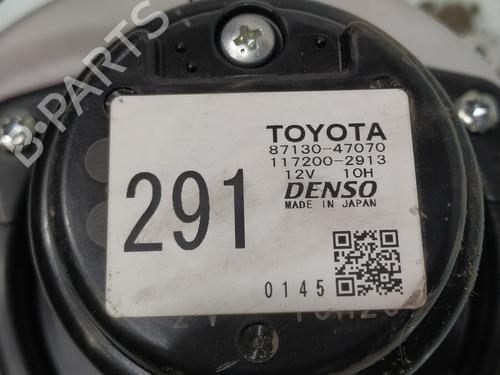 B-PARTS
TOYOTA
87130-47070
117200-2913
12V 10H
291
DENSO
MADE IN JAPAN
0145